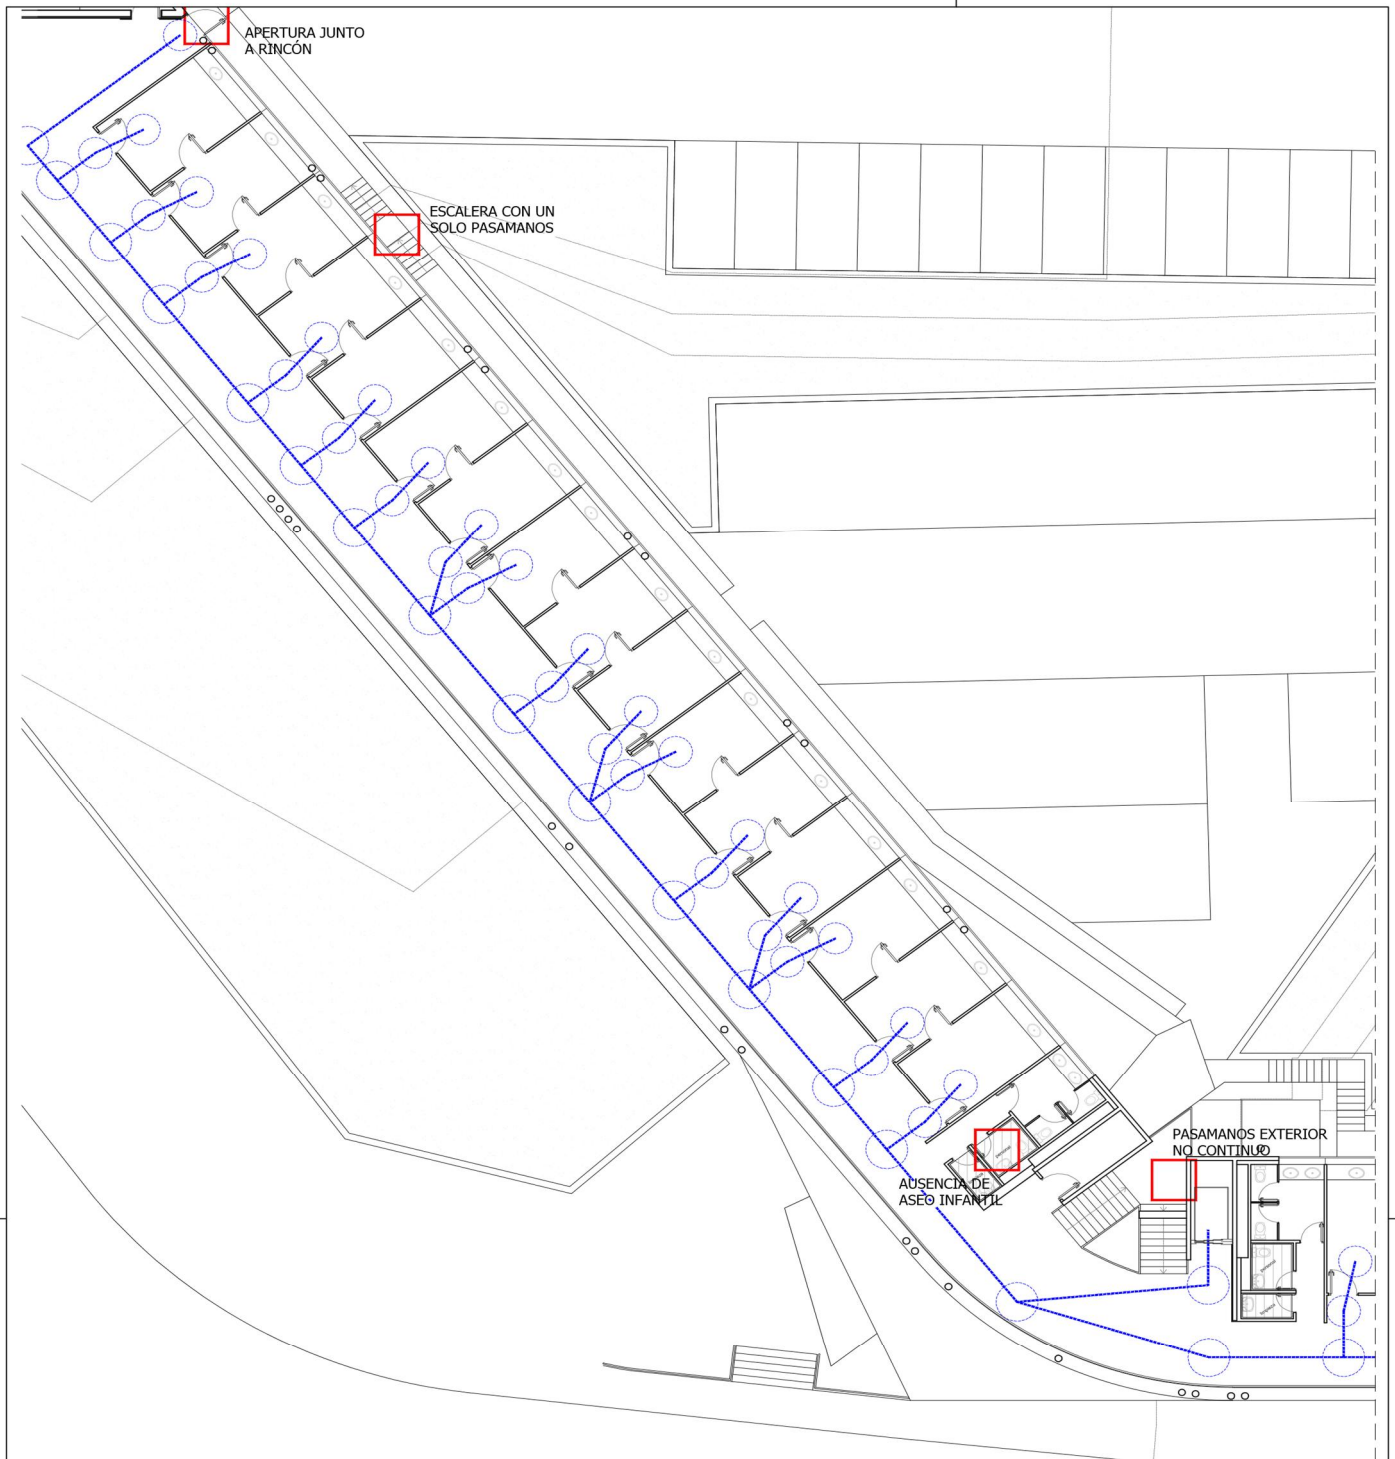 APERTURA JUNTO
A RINCÓN
ESCALERA CON UN
SOLO PASAMANOS
PASAMANOS EXTERIOR
NO CONTINUO
AUSENCIA DE
ASEO INFANTIL